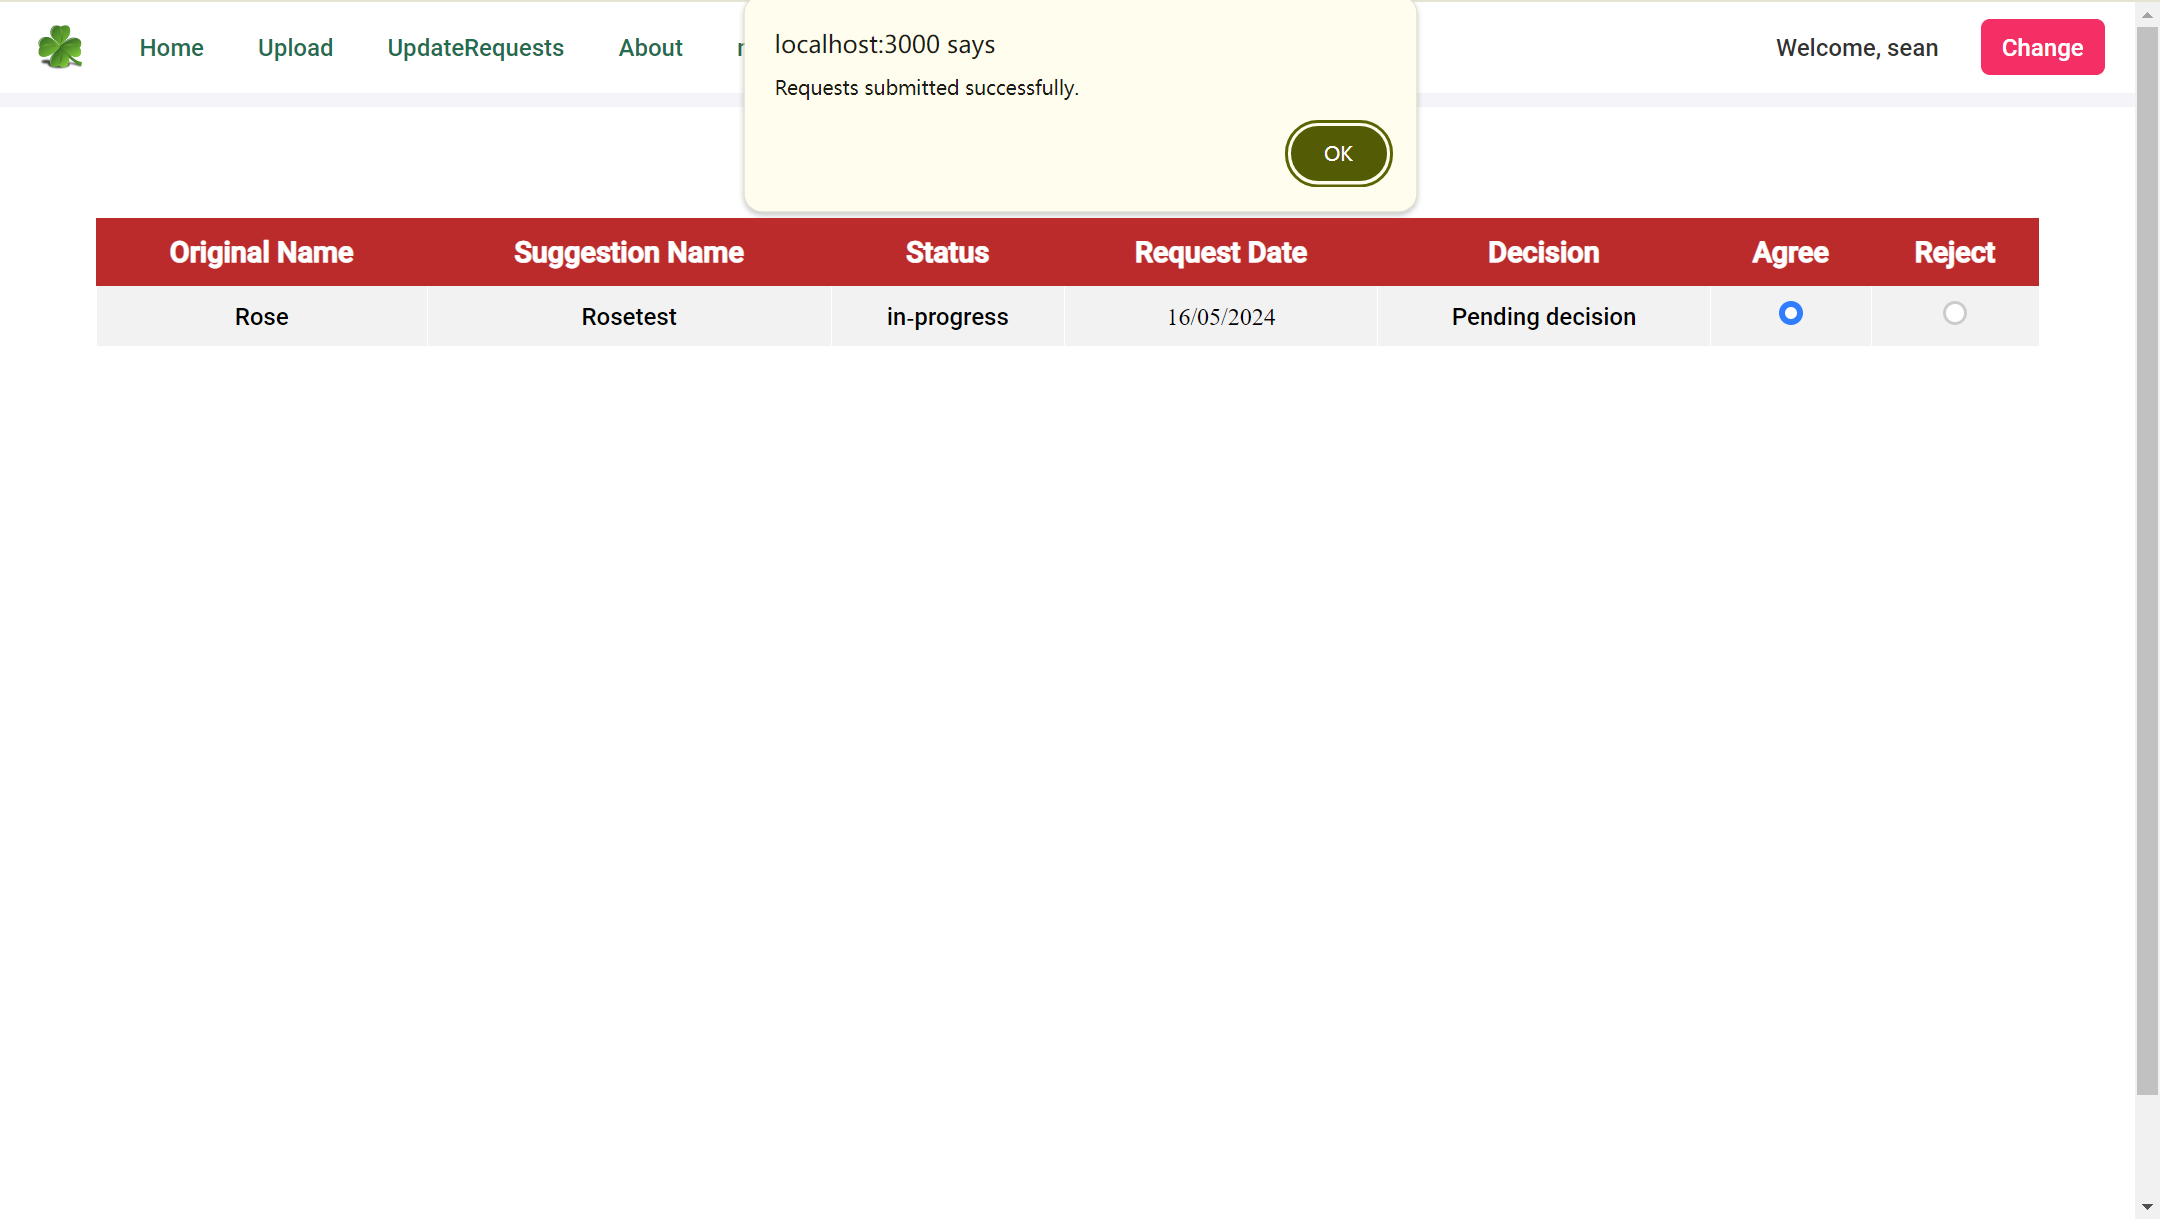 Home Upload UpdateRequests About
Welcome, sean Change
localhost:3000 says
Requests submitted successfully.
OK
Original Name Suggestion Name Status Request Date Decision Agree Reject
Rose Rosetest in-progress 16/05/2024 Pending decision